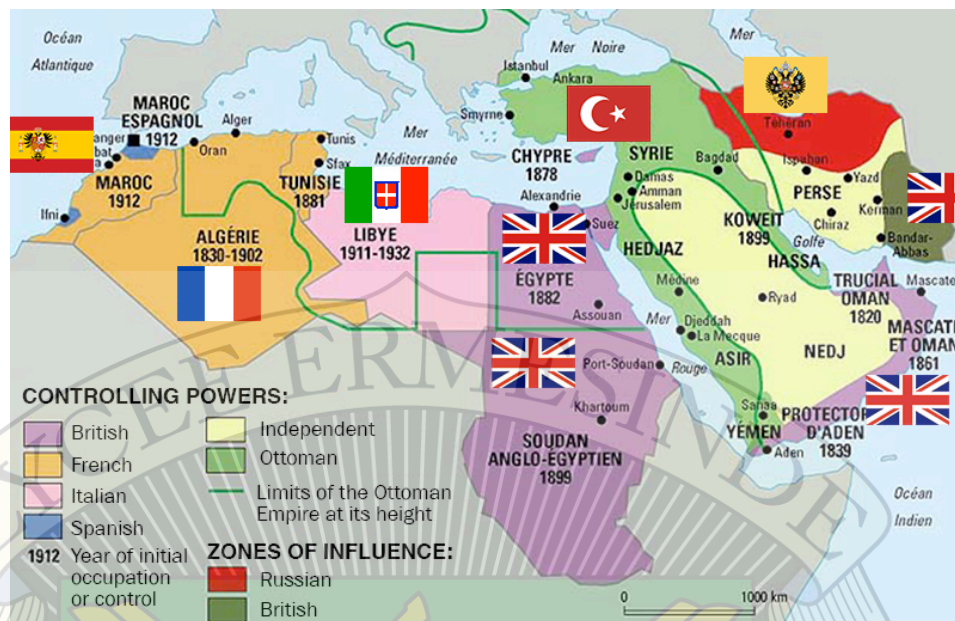 Océan
Atlantique
Mer Noire
Mer
Istanbul
Ankara
MAROC
ESPAGNOL
1912
Alger
Oran
Tunis
Sfax
Mer
Méditerranée
Smyrne
Téhéran
Ispahan
Yazd
CHYPRE
1878
SYRIE
Damas
Amman
Jérusalem
Bagdad
PERSE
Kerman
Chiraz
Bandar-
Abbas
MAROC
1912
Ifni
TUNISIE
1881
Alexandrie
Suez
KOWEIT
1899
Golfe
HASSA
ALGÉRIE
1830-1902
LIBYE
1911-1932
HEDJAZ
ÉGYPTE
1882
Assouan
Médine
Ryad
TRUCIAL
OMAN
1820
Mascate
Mer
Rouge
Djeddah
La Mecque
ASIR
NEDJ
MASCATE
ET OMAN
1861
Port-Soudan
Khartoum
SOUDAN
ANGLO-ÉGYPTIEN
1899
Sanaa
YÉMEN
Aden
PROTECTOR
D'ADEN
1839
Océan
Indien
CONTROLLING POWERS:
British
French
Italian
Spanish
1912 Year of initial
occupation
or control
Independent
Ottoman
Limits of the Ottoman
Empire at its height
ZONES OF INFLUENCE:
Russian
British
0 1000 km
LYCEE ERMESINDE